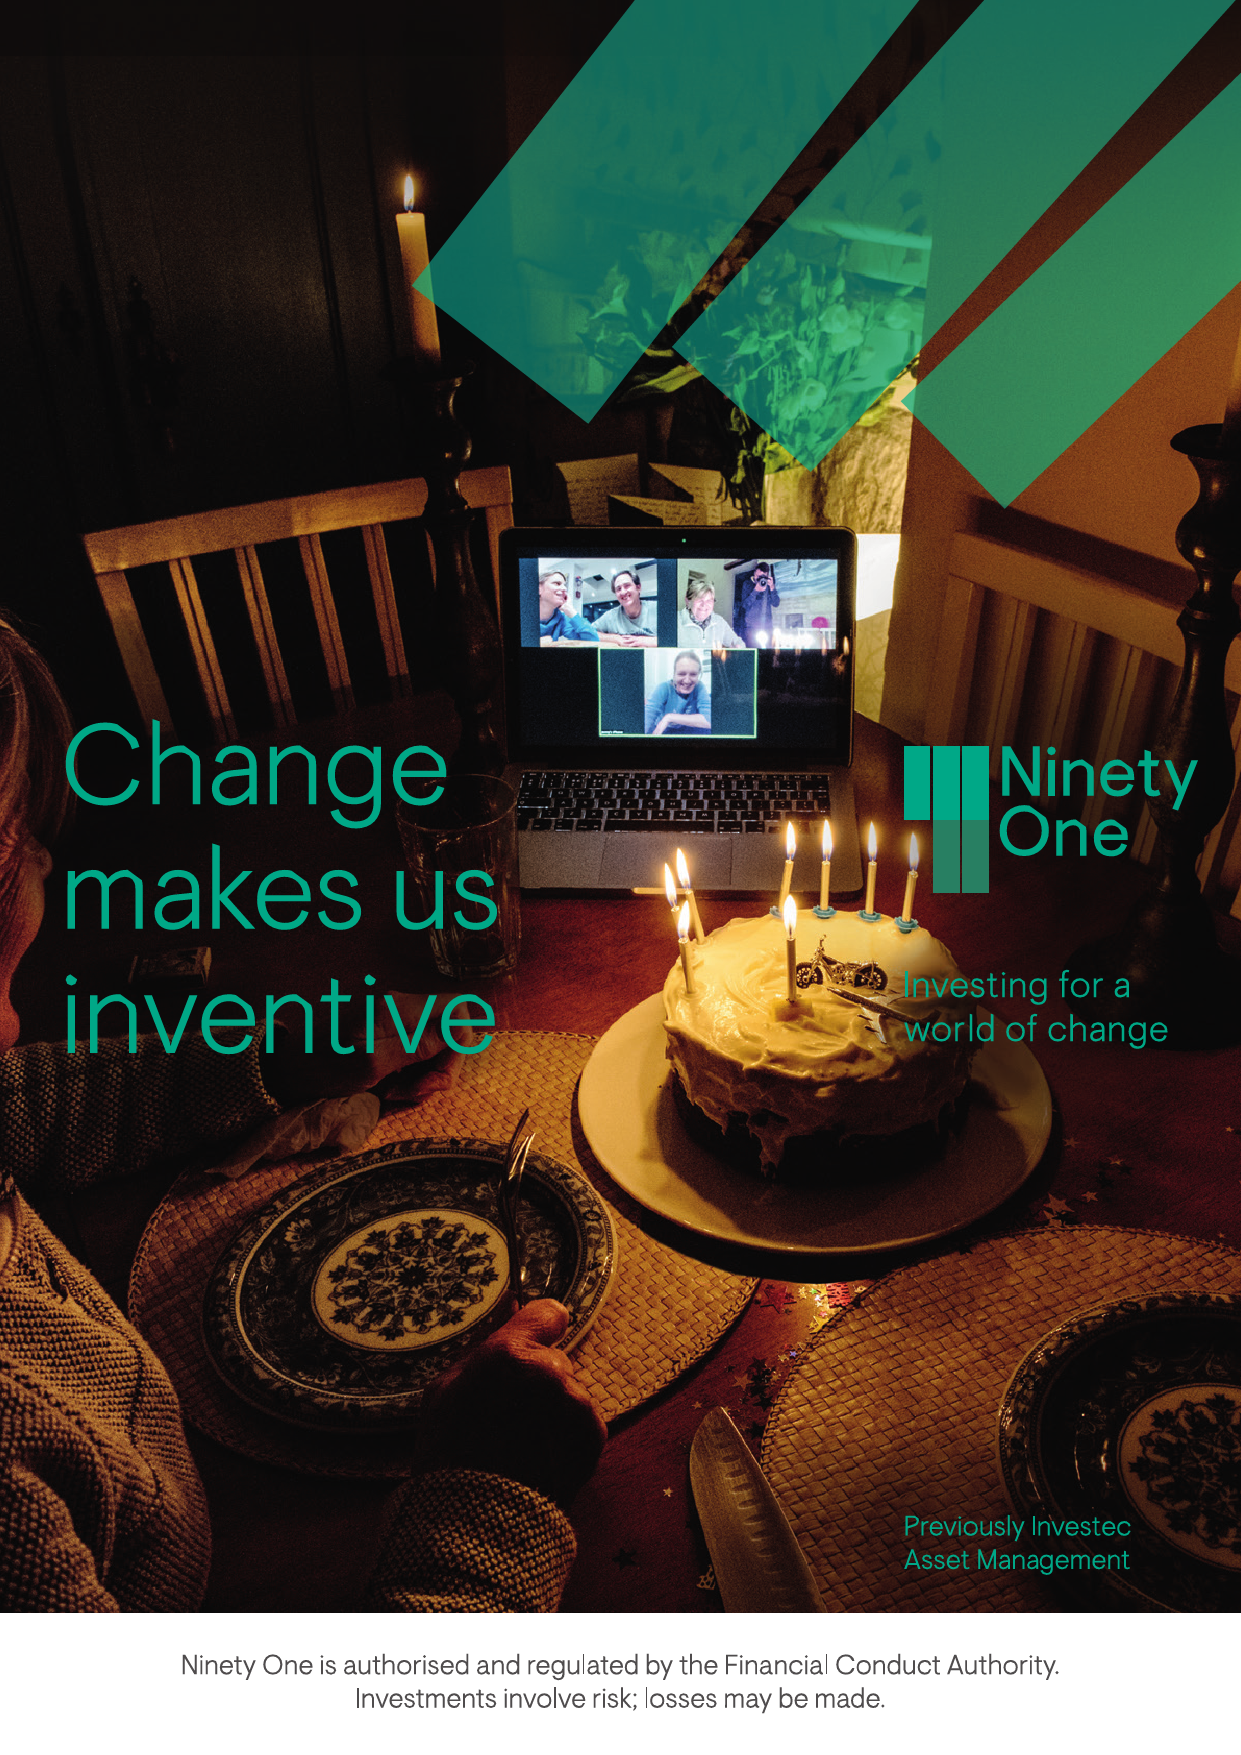 Change
makes us
inventive
Ninety
One
Investing for a
world of change
Previously Investec
Asset Management
Ninety One is authorised and regulated by the Financial Conduct Authority.
Investments involve risk; losses may be made.